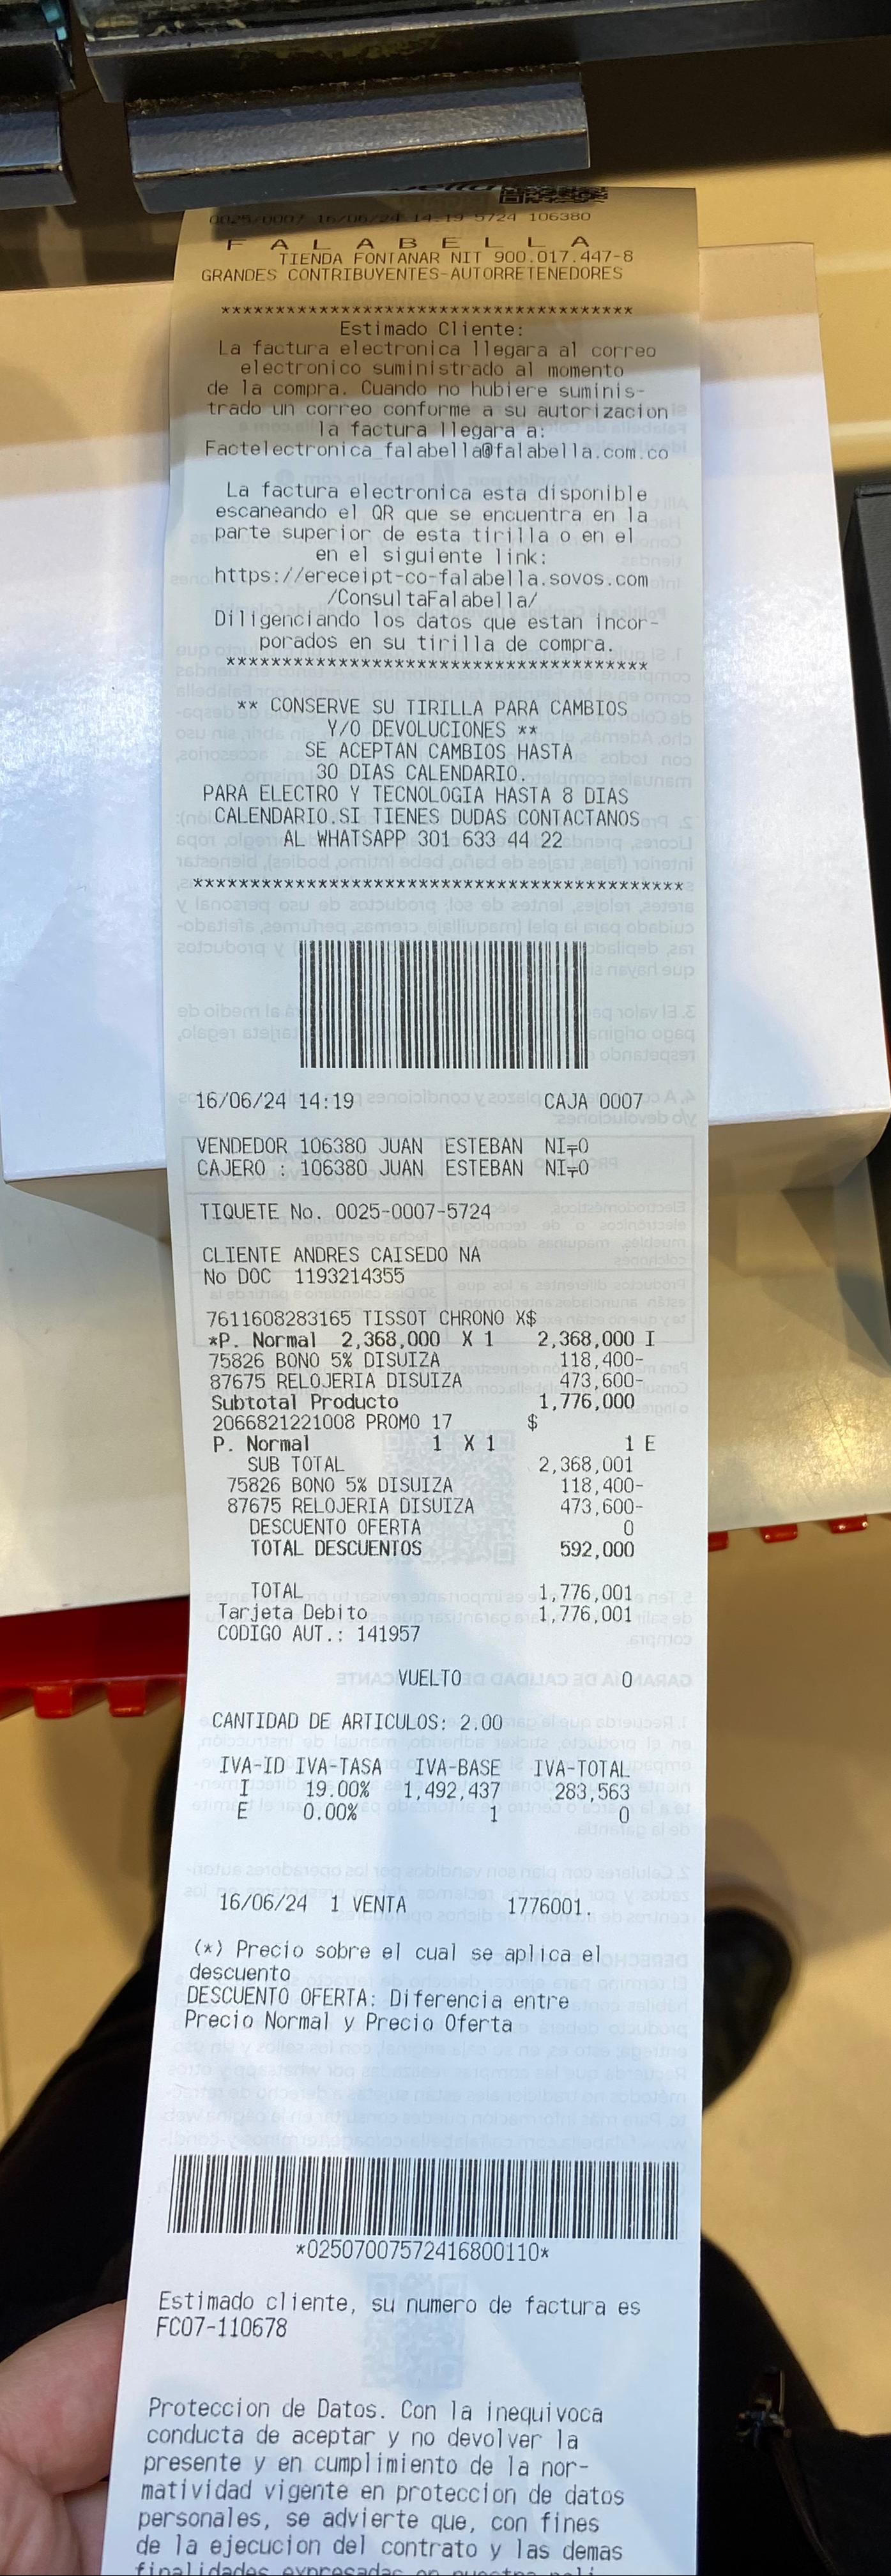 0025/0007 16/06/24 14:19 5724 106380
F A L A B E L L A
TIENDA FONTANAR NIT 900.017.447-8
GRANDES CONTRIBUYENTES-AUTORRETENEDORES
*************************************
Estimado Cliente:
La factura electronica llegara al correo
electronico suministrado al momento
de la compra. Cuando no hubiere suminis-
trado un correo conforme a su autorizacion
la factura llegara a:
Factelectronica_falabella@falabella.com.co
La factura electronica esta disponible
escaneando el QR que se encuentra en la
parte superior de esta tirilla o en el
en el siguiente link:
https://ereceipt-co-falabella.sovos.com
/ConsultaFalabella/
Diligenciando los datos que estan incor-
porados en su tirilla de compra.
*************************************
** CONSERVE SU TIRILLA PARA CAMBIOS
Y/O DEVOLUCIONES **
SE ACEPTAN CAMBIOS HASTA
30 DIAS CALENDARIO.
PARA ELECTRO Y TECNOLOGIA HASTA 8 DIAS
CALENDARIO.SI TIENES DUDAS CONTACTANOS
AL WHATSAPP 301 633 44 22
*******************************************
16/06/24 14:19 CAJA 0007
VENDEDOR 106380 JUAN ESTEBAN
CAJERO : 106380 JUAN ESTEBAN
TIQUETE No. 0025-0007-5724
CLIENTE ANDRES CAISEDO NA
No DOC 1193214355
7611608283165 TISSOT CHRONO X$
*P. Normal 2,368,000 X 1 2,368,000 I
75826 BONO 5% DISUIZA 118,400-
87675 RELOJERIA DISUIZA 473,600-
Subtotal Producto 1,776,000
2066821221008 PROMO 17 $
P. Normal 1 X 1 1 E
SUB TOTAL 2,368,001
75826 BONO 5% DISUIZA 118,400-
87675 RELOJERIA DISUIZA 473,600-
DESCUENTO OFERTA 0
TOTAL DESCUENTOS 592,000
TOTAL 1,776,001
Tarjeta Debito 1,776,001
CODIGO AUT.: 141957
VUELTO 0
CANTIDAD DE ARTICULOS: 2.00
IVA-ID IVA-TASA IVA-BASE IVA-TOTAL
I 19.00% 1,492,437 283,563
E 0.00% 1 0
16/06/24 1 VENTA 1776001.
(*) Precio sobre el cual se aplica el
descuento
DESCUENTO OFERTA: Diferencia entre
Precio Normal y Precio Oferta
*02507007572416800110*
Estimado cliente, su numero de factura es
FC07-110678
Proteccion de Datos. Con la inequivoca
conducta de aceptar y no devolver la
presente y en cumplimiento de la nor-
matividad vigente en proteccion de datos
personales, se advierte que, con fines
de la ejecucion del contrato y las demas
finalidades expresadas en nuestra poli-